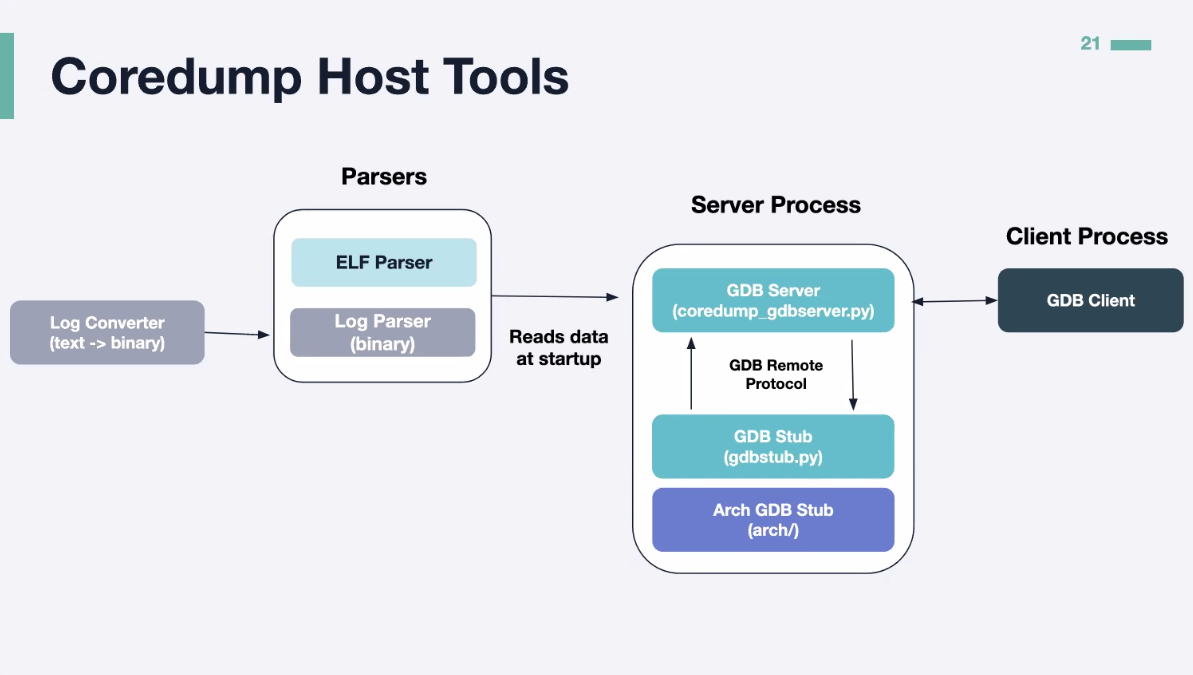 21
Coredump Host Tools
Parsers
ELF Parser
Log Parser
(binary)
Log Converter
(text -> binary)
Reads data
at startup
Server Process
GDB Server
(coredump_gdbserver.py)
GDB Remote
Protocol
GDB Stub
(gdbstub.py)
Arch GDB Stub
(arch/)
Client Process
GDB Client